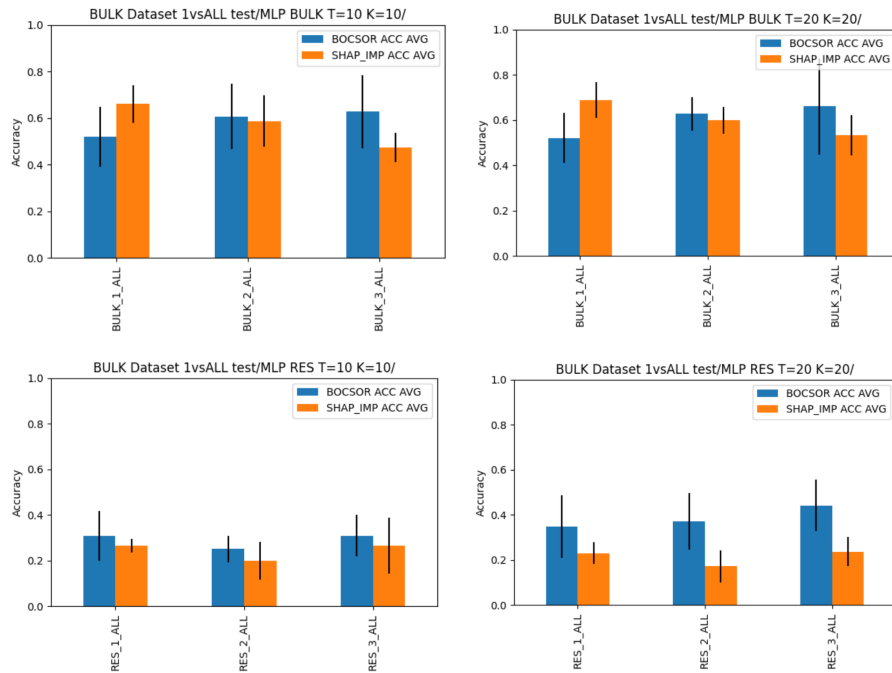 BULK Dataset 1vsALL test/MLP BULK T=10 K=10/
1.0
0.8
0.6
0.4
0.2
0.0
Accuracy
BOCSOR ACC AVG
SHAP_IMP ACC AVG
BULK_1_ALL
BULK_2_ALL
BULK_3_ALL
BULK Dataset 1vsALL test/MLP BULK T=20 K=20/
1.0
0.8
0.6
0.4
0.2
0.0
Accuracy
BOCSOR ACC AVG
SHAP_IMP ACC AVG
BULK_1_ALL
BULK_2_ALL
BULK_3_ALL
BULK Dataset 1vsALL test/MLP RES T=10 K=10/
1.0
0.8
0.6
0.4
0.2
0.0
Accuracy
BOCSOR ACC AVG
SHAP_IMP ACC AVG
RES_1_ALL
RES_2_ALL
RES_3_ALL
BULK Dataset 1vsALL test/MLP RES T=20 K=20/
1.0
0.8
0.6
0.4
0.2
0.0
Accuracy
BOCSOR ACC AVG
SHAP_IMP ACC AVG
RES_1_ALL
RES_2_ALL
RES_3_ALL